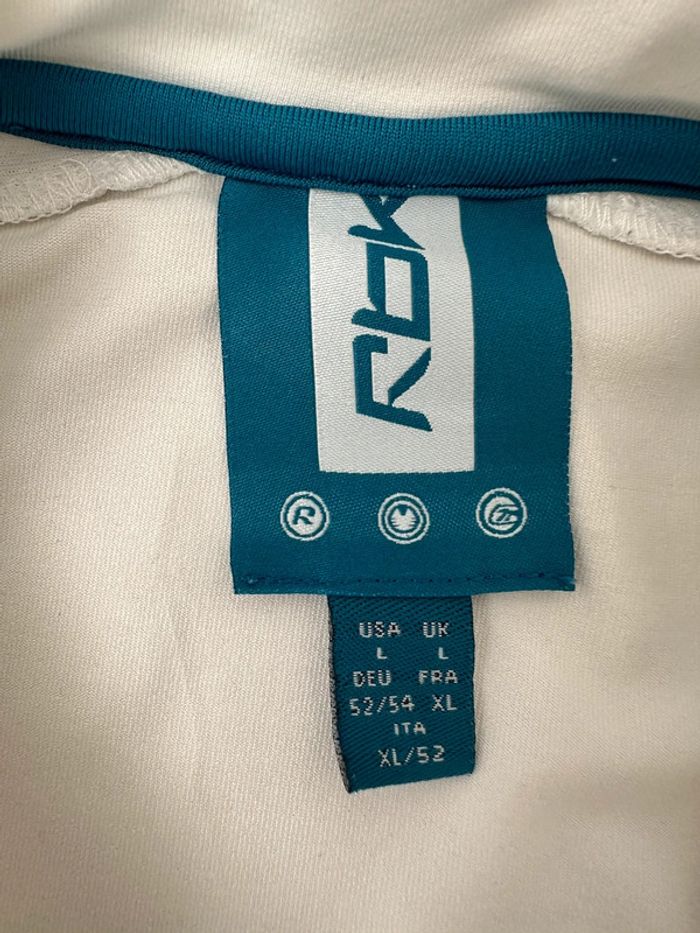 Rbk
R
USA UK
L L
DEU FRA
52/54 XL
ITA
XL/52